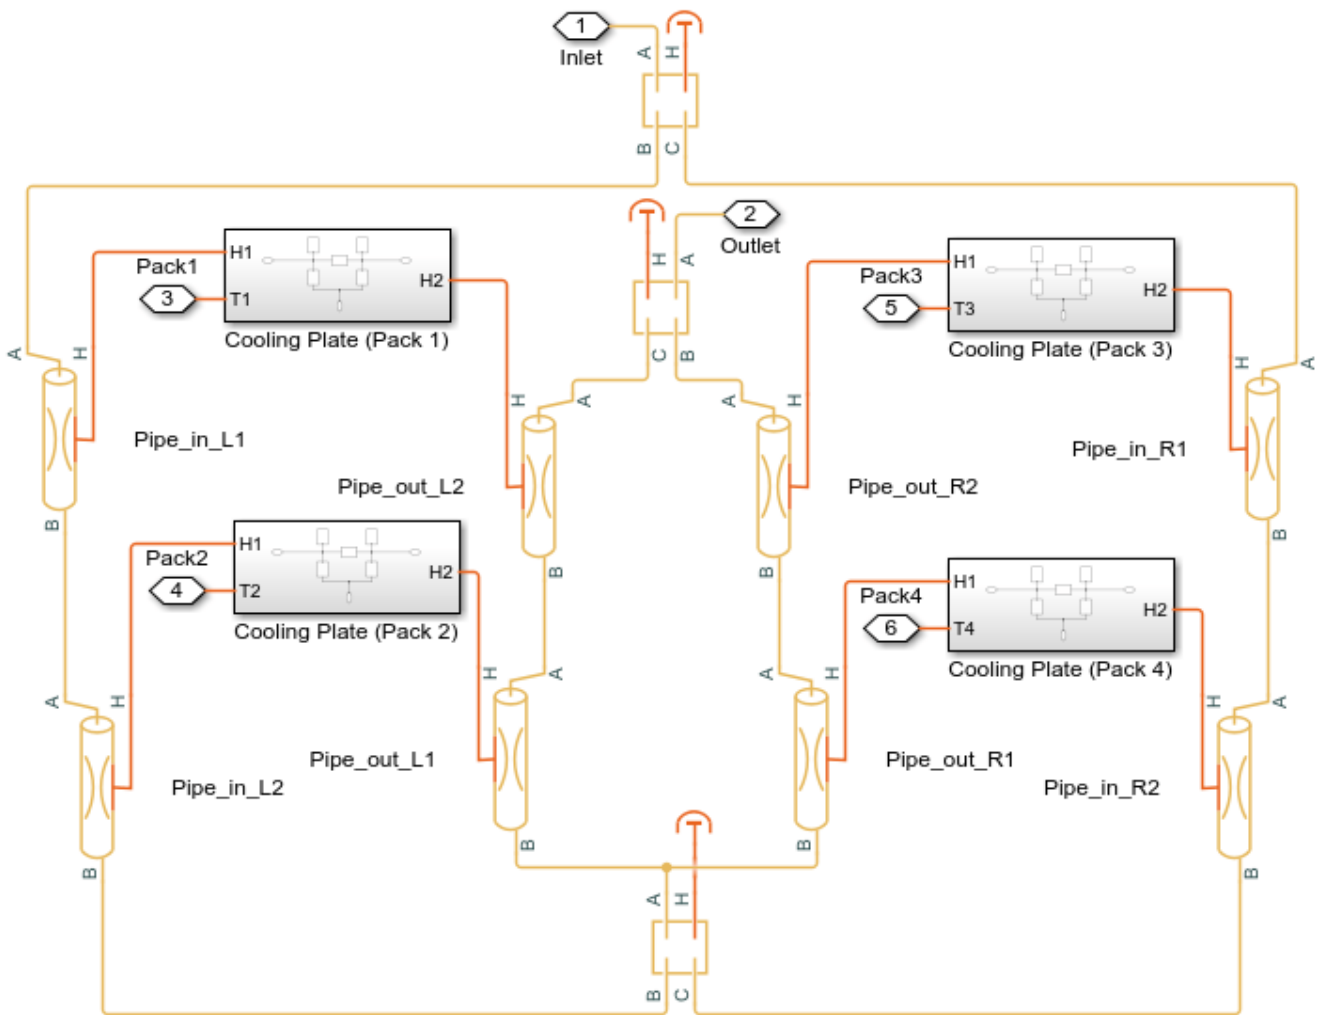 1
Inlet
A
H
B
C
2
Outlet
H
A
C
B
Pack1
3
H1
T1
H2
Cooling Plate (Pack 1)
Pack3
5
H1
T3
H2
Cooling Plate (Pack 3)
A
H
Pipe_in_L1
B
H
A
Pipe_out_L2
B
A
H
Pipe_out_R2
B
H
A
Pipe_in_R1
B
Pack2
4
H1
T2
H2
Cooling Plate (Pack 2)
Pack4
6
H1
T4
H2
Cooling Plate (Pack 4)
A
H
Pipe_in_L2
B
H
A
Pipe_out_L1
B
A
H
Pipe_out_R1
B
H
A
Pipe_in_R2
B
A
H
B
C